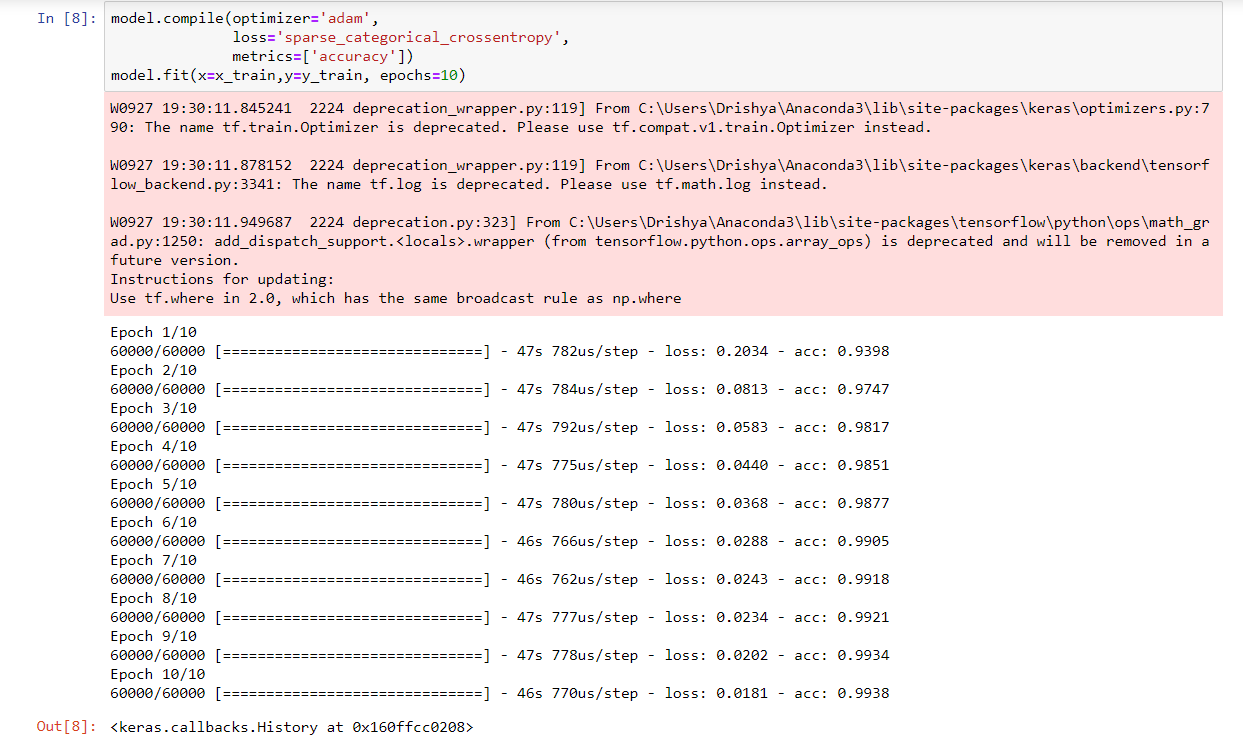 In [8]: model.compile(optimizer='adam',
              loss='sparse_categorical_crossentropy',
              metrics=['accuracy'])
model.fit(x=x_train,y=y_train, epochs=10)
W0927 19:30:11.845241  2224 deprecation_wrapper.py:119] From C:\Users\Drishya\Anaconda3\lib\site-packages\keras\optimizers.py:7
90: The name tf.train.Optimizer is deprecated. Please use tf.compat.v1.train.Optimizer instead.
W0927 19:30:11.878152  2224 deprecation_wrapper.py:119] From C:\Users\Drishya\Anaconda3\lib\site-packages\keras\backend\tensorf
low_backend.py:3341: The name tf.log is deprecated. Please use tf.math.log instead.
W0927 19:30:11.949687  2224 deprecation.py:323] From C:\Users\Drishya\Anaconda3\lib\site-packages\tensorflow\python\ops\math_gr
ad.py:1250: add_dispatch_support.<locals>.wrapper (from tensorflow.python.ops.array_ops) is deprecated and will be removed in a
future version.
Instructions for updating:
Use tf.where in 2.0, which has the same broadcast rule as np.where
Epoch 1/10
60000/60000 [==============================] - 47s 782us/step - loss: 0.2034 - acc: 0.9398
Epoch 2/10
60000/60000 [==============================] - 47s 784us/step - loss: 0.0813 - acc: 0.9747
Epoch 3/10
60000/60000 [==============================] - 47s 792us/step - loss: 0.0583 - acc: 0.9817
Epoch 4/10
60000/60000 [==============================] - 47s 775us/step - loss: 0.0440 - acc: 0.9851
Epoch 5/10
60000/60000 [==============================] - 47s 780us/step - loss: 0.0368 - acc: 0.9877
Epoch 6/10
60000/60000 [==============================] - 46s 766us/step - loss: 0.0288 - acc: 0.9905
Epoch 7/10
60000/60000 [==============================] - 46s 762us/step - loss: 0.0243 - acc: 0.9918
Epoch 8/10
60000/60000 [==============================] - 47s 777us/step - loss: 0.0234 - acc: 0.9921
Epoch 9/10
60000/60000 [==============================] - 47s 778us/step - loss: 0.0202 - acc: 0.9934
Epoch 10/10
60000/60000 [==============================] - 46s 770us/step - loss: 0.0181 - acc: 0.9938
Out[8]: <keras.callbacks.History at 0x160ffcc0208>